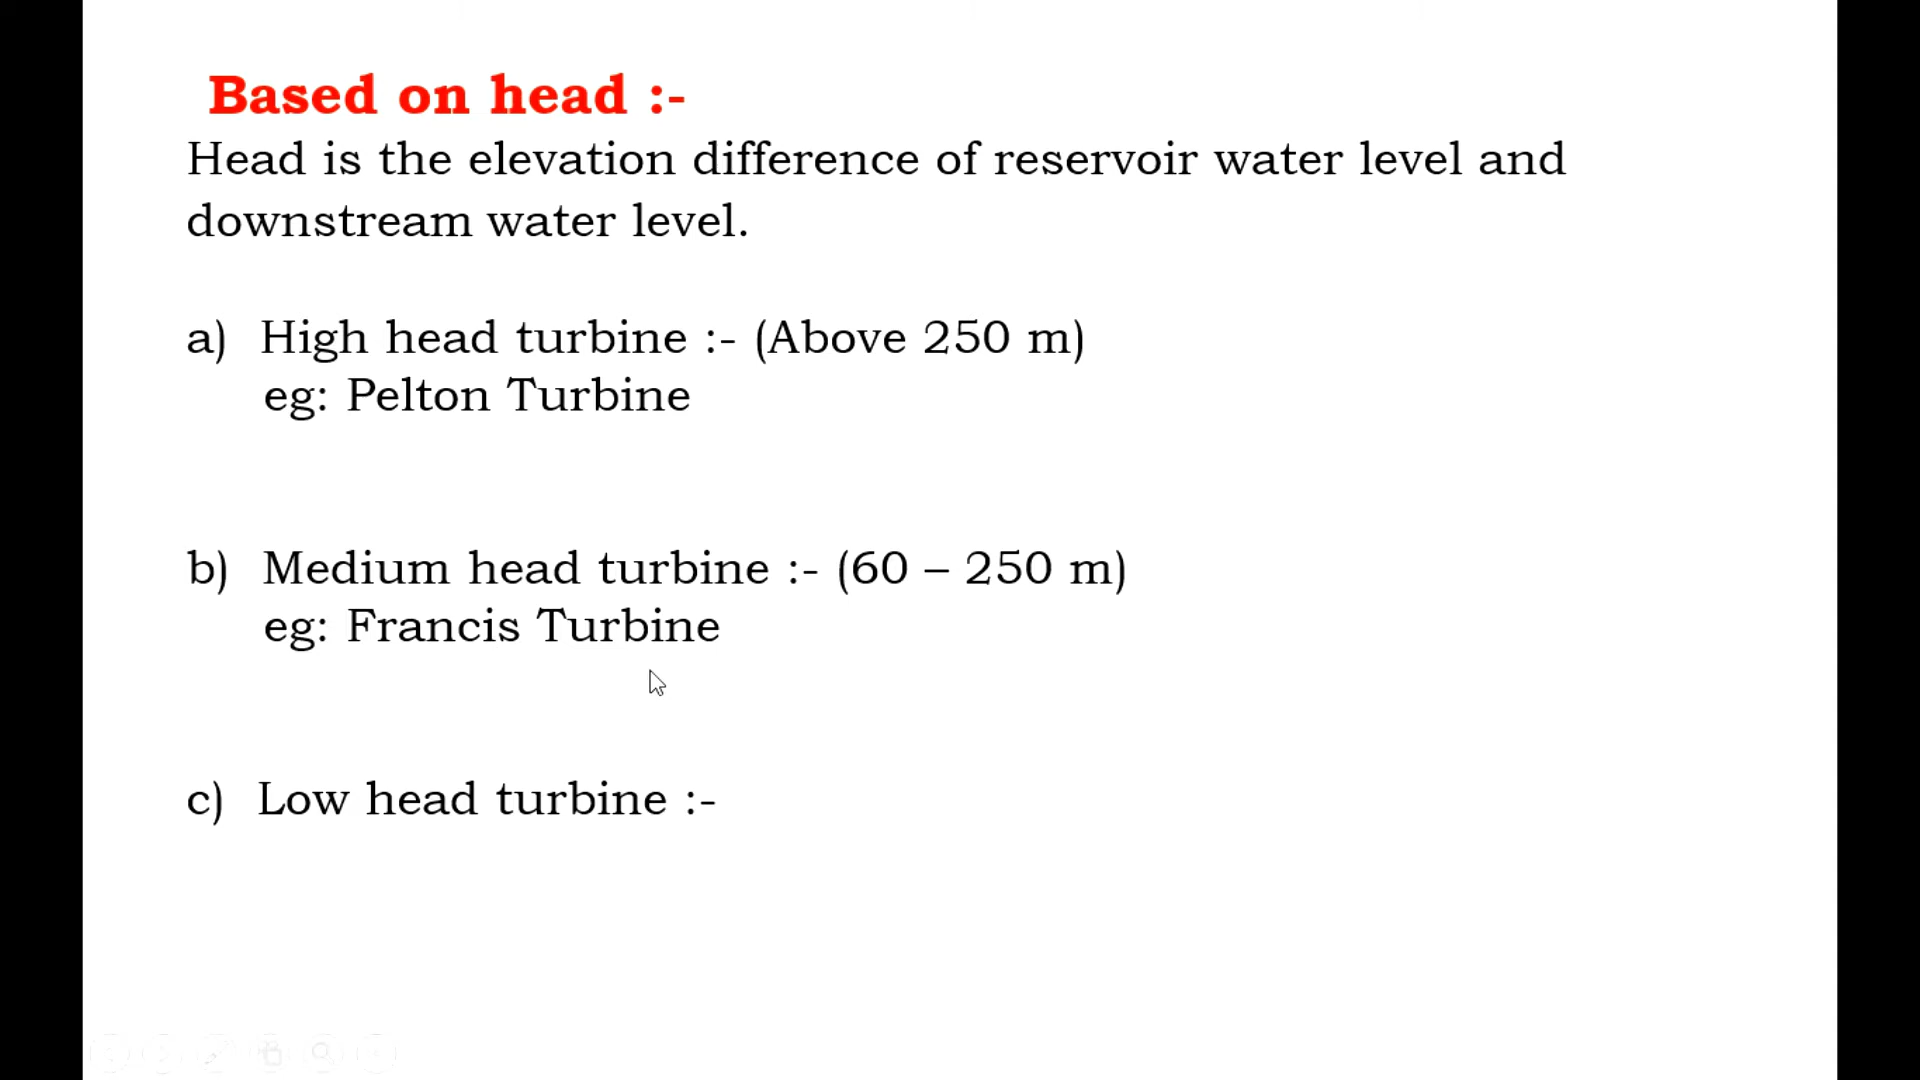 Based on head :-
Head is the elevation difference of reservoir water level and
downstream water level.
a) High head turbine :- (Above 250 m)
eg: Pelton Turbine
b) Medium head turbine :- (60 – 250 m)
eg: Francis Turbine
c) Low head turbine :-